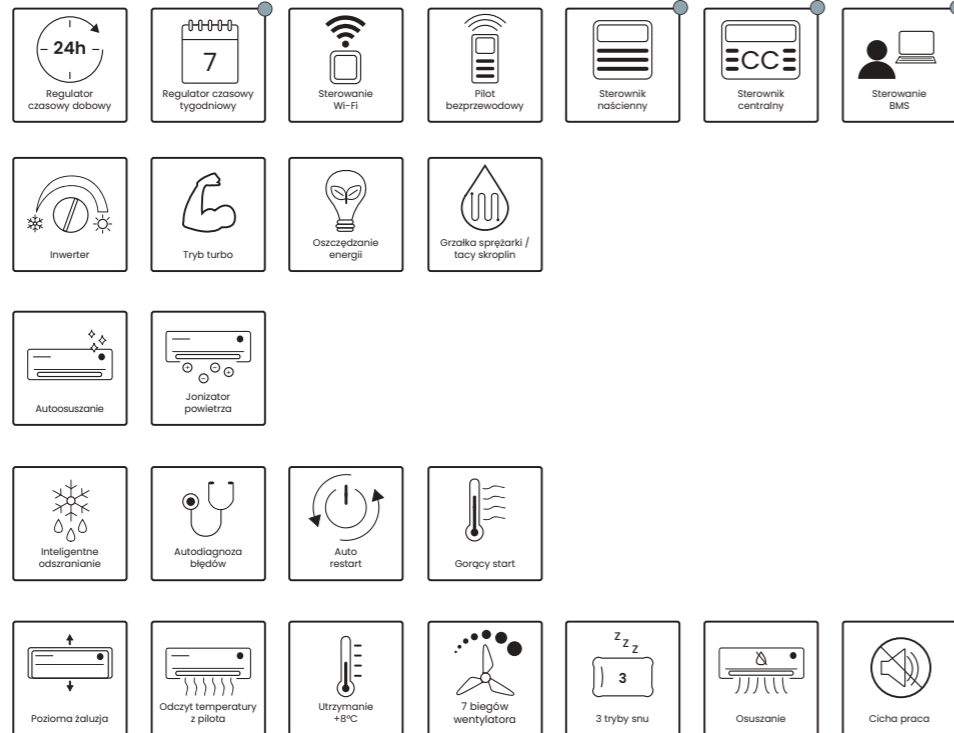 24h
Regulator
czasowy dobowy
7
Regulator czasowy
tygodniowy
Sterowanie
Wi-Fi
Pilot
bezprzewodowy
Sterownik
naścienny
CC
Sterownik
centralny
Sterowanie
BMS
Inwerter
Tryb turbo
Oszczędzanie
energii
Grzałka sprężarki /
tacy skroplin
Autoosuszanie
Jonizator
powietrza
Inteligentne
odszranianie
Autodiagnoza
błędów
Auto
restart
Gorący start
Pozioma żaluzja
Odczyt temperatury
z pilota
Utrzymanie
+8°C
7 biegów
wentylatora
z z z
3
3 tryby snu
Osuszanie
Cicha praca